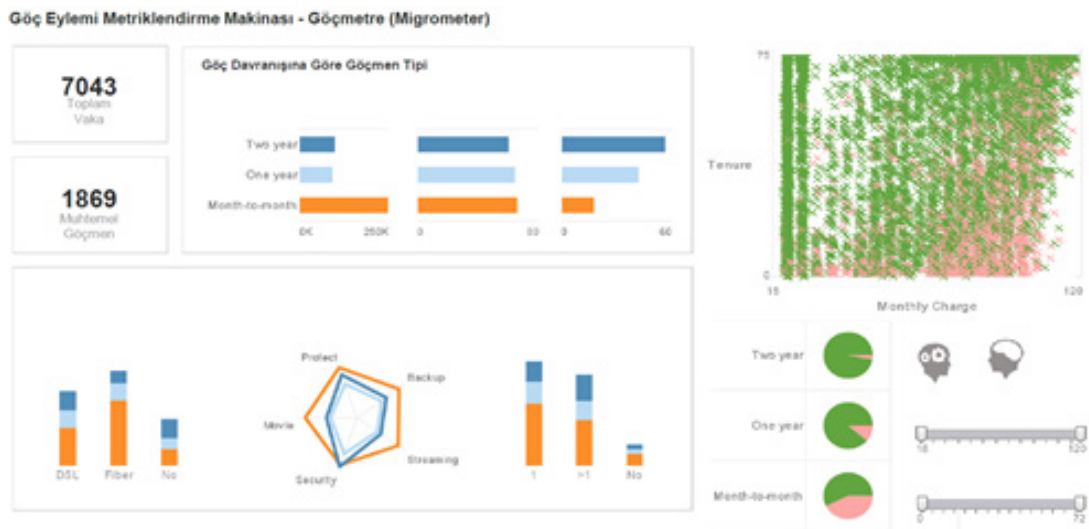 Göç Eylemi Metriklendirme Makinası - Göçmetre (Migrometer)
7043
Toplam
Vaka
1869
Muhtemel
Göçmen
Göç Davranışına Göre Göçmen Tipi
Two year
One year
Month-to-month
0K 250K 0 80 0 60
75
Tenure
0
15 120
Monthly Charge
Protect
Backup
Movie
Streaming
Security
DSL Fiber No
1 >1 No
Two year
One year
Month-to-month
18 120
0 72